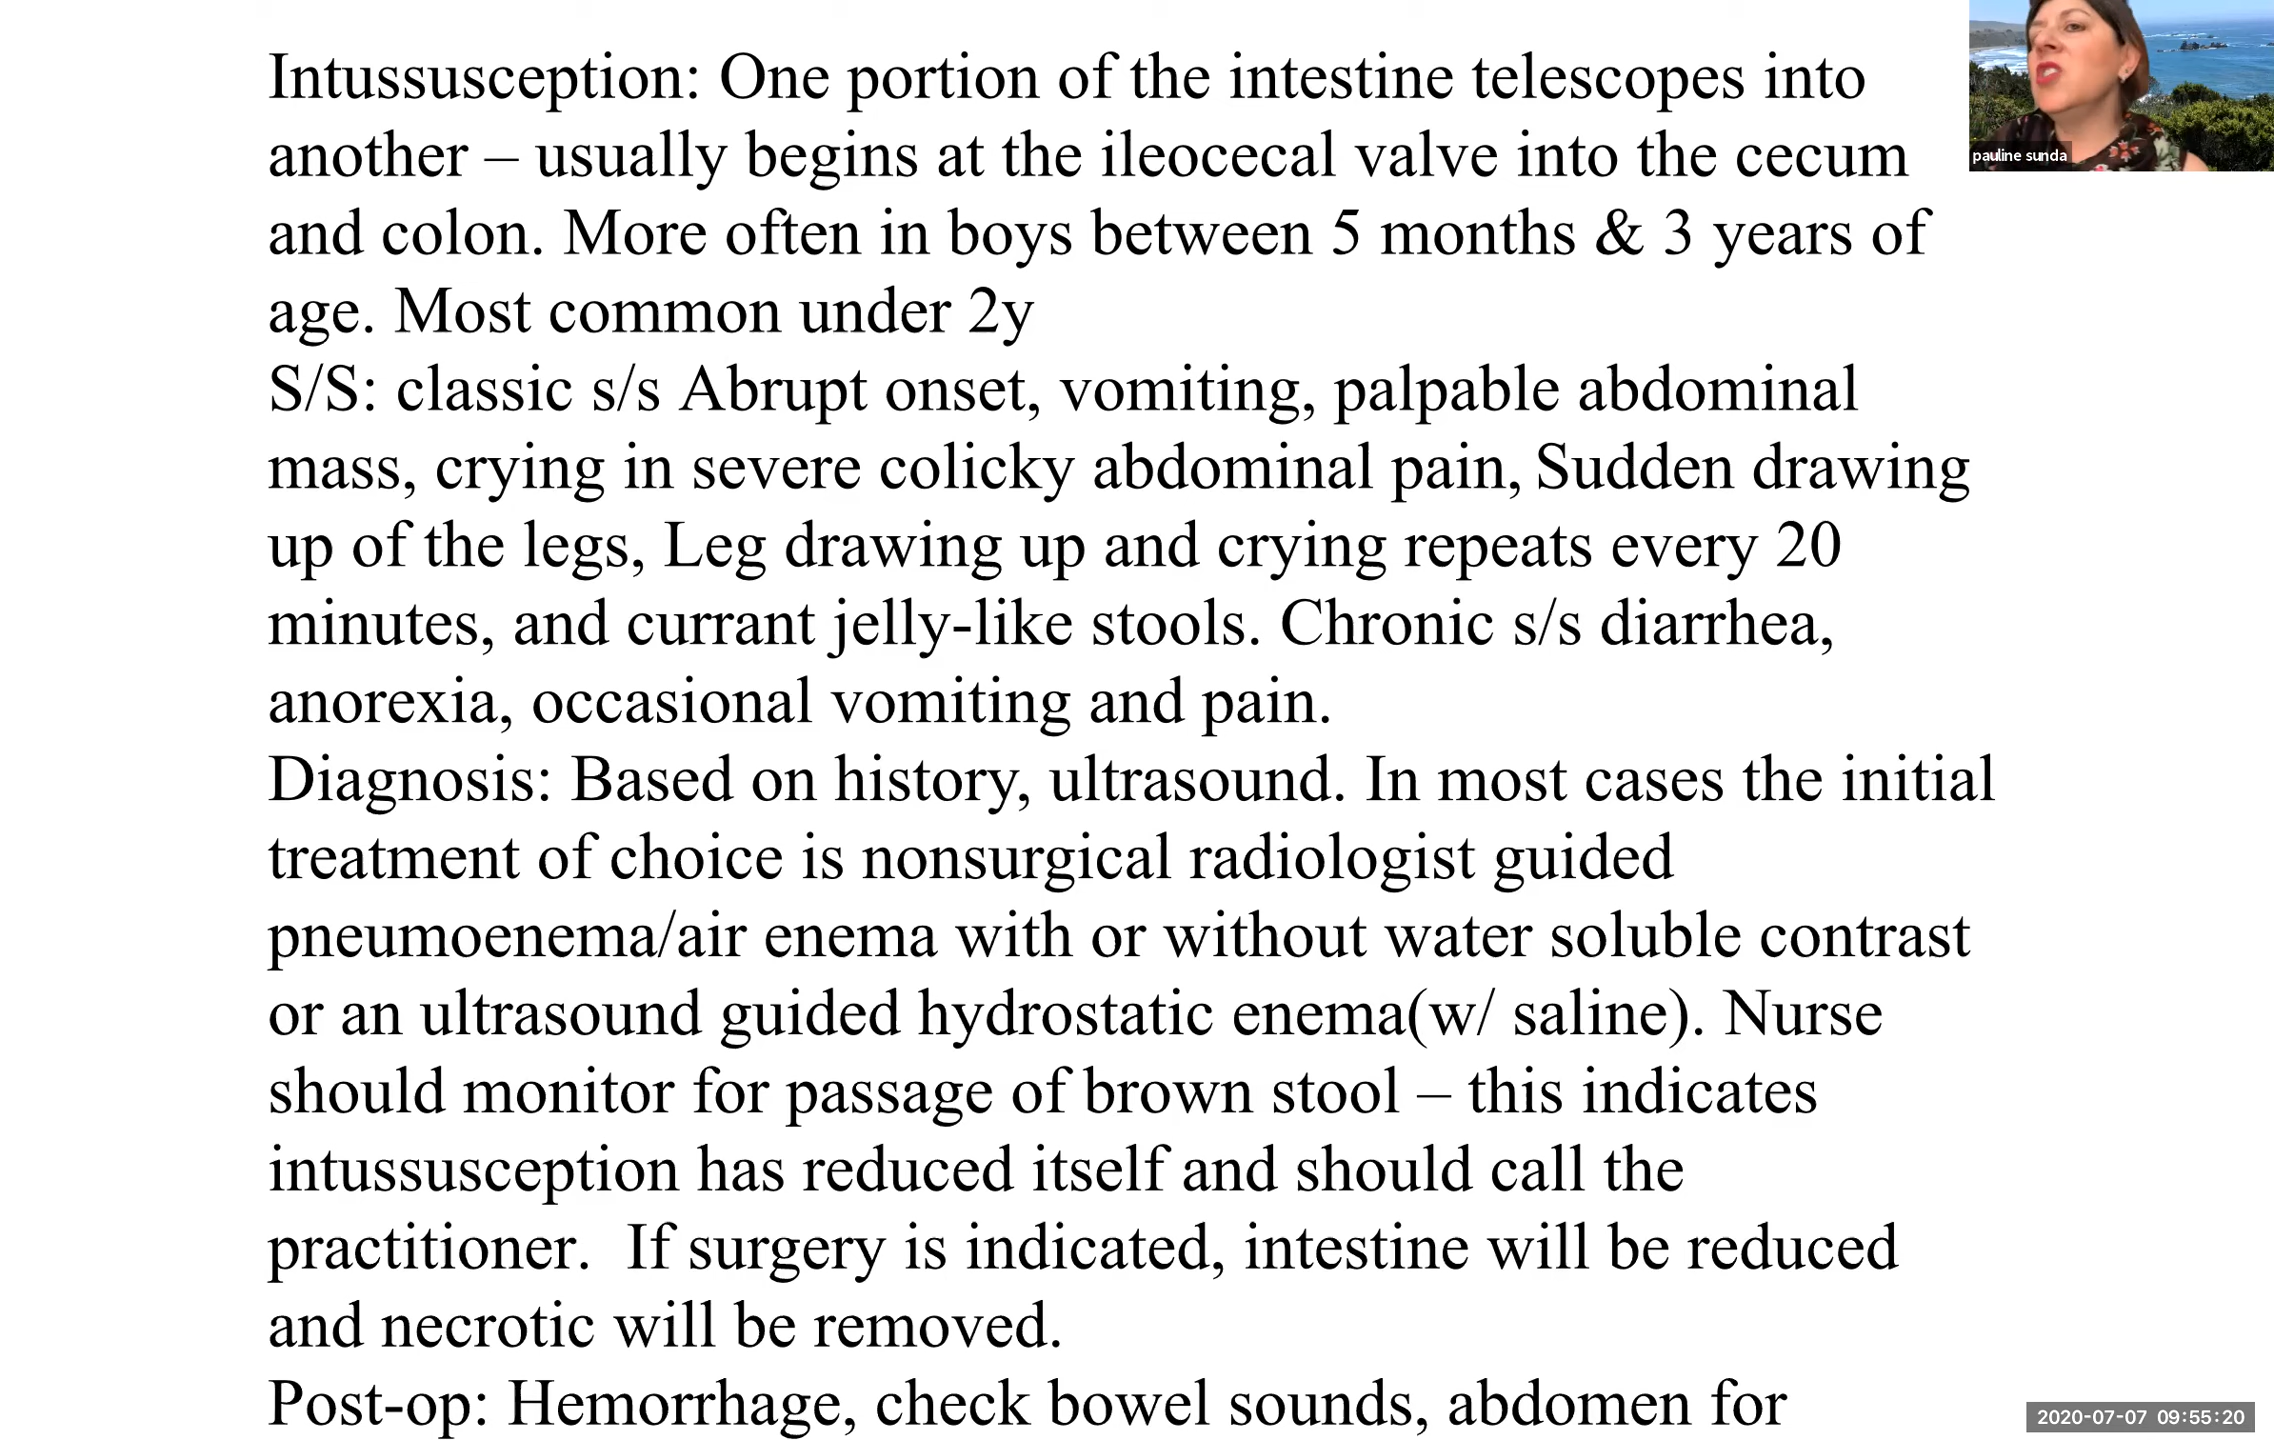 Intussusception: One portion of the intestine telescopes into
another – usually begins at the ileocecal valve into the cecum
and colon. More often in boys between 5 months & 3 years of
age. Most common under 2y
S/S: classic s/s Abrupt onset, vomiting, palpable abdominal
mass, crying in severe colicky abdominal pain, Sudden drawing
up of the legs, Leg drawing up and crying repeats every 20
minutes, and currant jelly-like stools. Chronic s/s diarrhea,
anorexia, occasional vomiting and pain.
Diagnosis: Based on history, ultrasound. In most cases the initial
treatment of choice is nonsurgical radiologist guided
pneumoenema/air enema with or without water soluble contrast
or an ultrasound guided hydrostatic enema(w/ saline). Nurse
should monitor for passage of brown stool – this indicates
intussusception has reduced itself and should call the
practitioner.  If surgery is indicated, intestine will be reduced
and necrotic will be removed.
Post-op: Hemorrhage, check bowel sounds, abdomen for
pauline sunda
2020-07-07 09:55:20